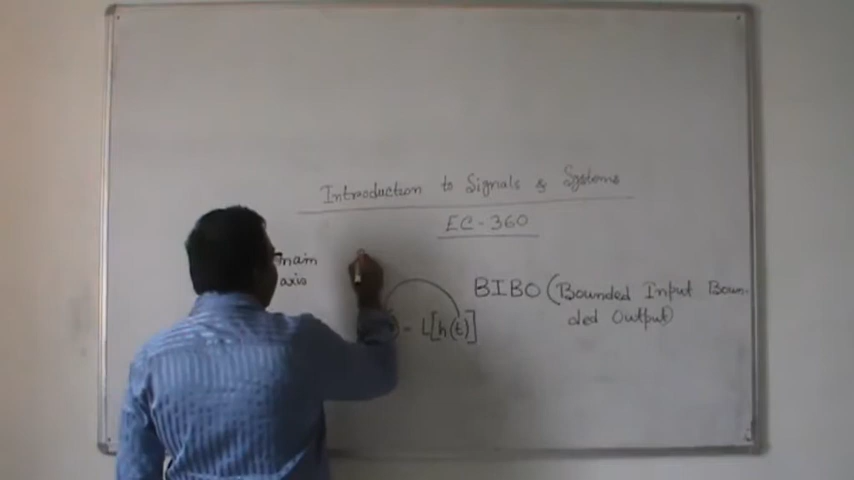 Introduction to Signals & Systems
EC-360
main
axis
= L[h(t)]
BIBO (Bounded Input Boun-
ded Output)